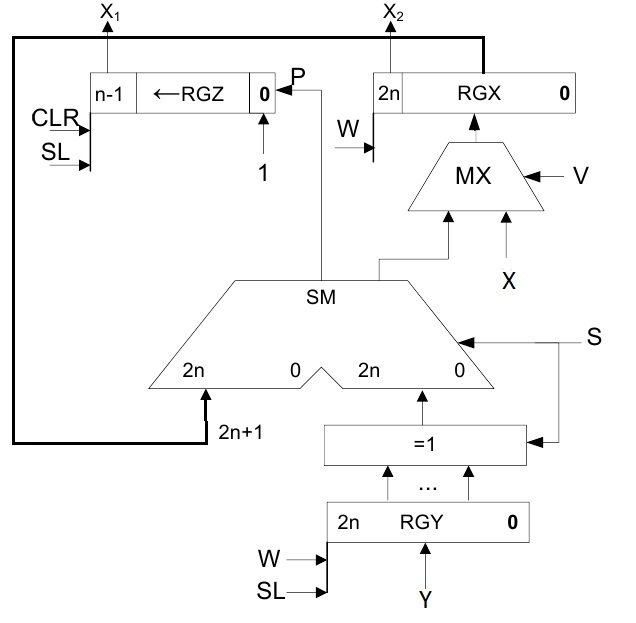 X₁ X₂
n-1 ←RGZ 0 P 2n RGX 0
CLR
SL
W
1
MX V
X
SM
S
2n 0 2n 0
2n+1
=1
...
2n RGY 0
W
SL
Y